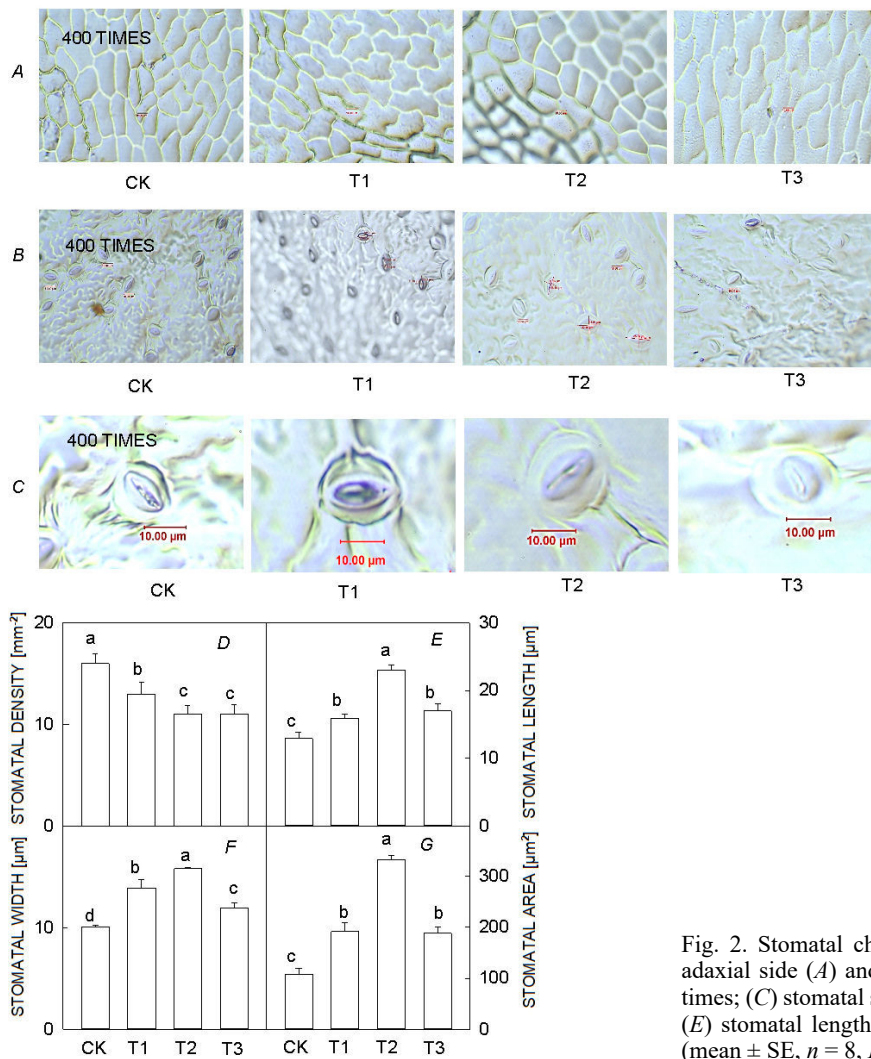 400 TIMES
A
CK
T1
T2
T3
400 TIMES
B
CK
T1
T2
T3
400 TIMES
C
10.00 µm
10.00 µm
10.00 µm
10.00 µm
CK
T1
T2
T3
STOMATAL DENSITY [mm-2]
20
10
0
a
b
c
c
D
STOMATAL LENGTH [µm]
30
20
10
0
c
b
a
b
E
STOMATAL WIDTH [µm]
10
0
d
b
a
c
F
STOMATAL AREA [µm2]
300
200
100
0
c
b
a
b
G
CK T1 T2 T3
CK T1 T2 T3
Fig. 2. Stomatal ch
adaxial side (A) and
times; (C) stomatal s
(E) stomatal length
(mean ± SE, n = 8,